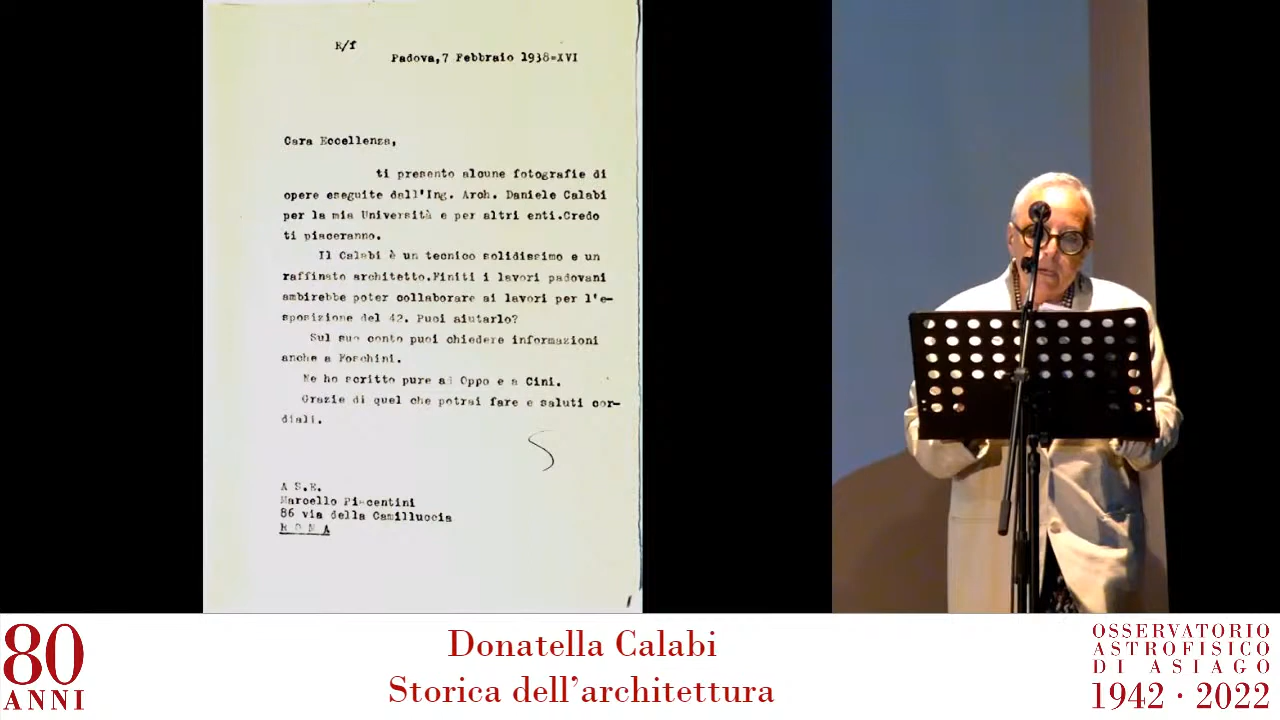 R/f
Padova,7 Febbraio 1938=XVI
Cara Eccellenza,
ti presento alcune fotografie di
opere eseguite dall'Ing. Arch. Daniele Calabi
per la mia Università e per altri enti.Credo
ti piaceranno.
Il Calabi è un tecnico solidissimo e un
raffinato architetto.Finiti i lavori padovani
ambirebbe poter collaborare ai lavori per l'e-
sposizione del 42. Puoi aiutarlo?
Sul suo conto puoi chiedere informazioni
anche a Foschini.
Ne ho scritto pure ad Oppo e a Cini.
Grazie di quel che potrai fare e saluti cor-
diali.
A S.E.
Marcello Piacentini
86 via della Camilluccia
ROMA
80
ANNI
Donatella Calabi
Storica dell'architettura
OSSERVATORIO
ASTROFISICO
DI ASIAGO
1942 · 2022